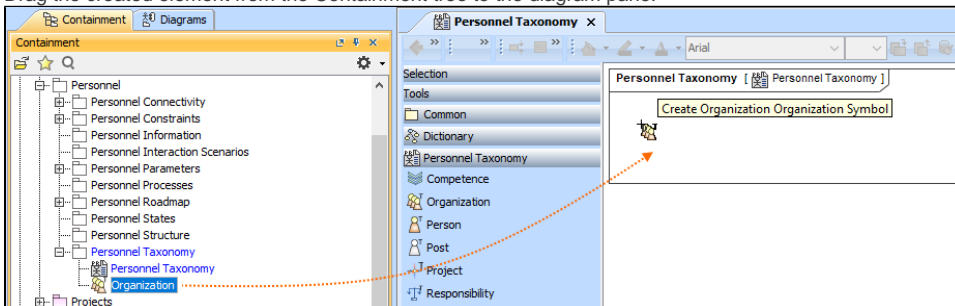 Drag the created element from the Containment tree to the diagram pane.
Containment
Diagrams
Containment
Personnel
Personnel Connectivity
Personnel Constraints
Personnel Information
Personnel Interaction Scenarios
Personnel Parameters
Personnel Processes
Personnel Roadmap
Personnel States
Personnel Structure
Personnel Taxonomy
Personnel Taxonomy
Organization
Projects
Personnel Taxonomy
Arial
Selection
Tools
Common
Dictionary
Personnel Taxonomy
Competence
Organization
Person
Post
Project
Responsibility
Personnel Taxonomy [ Personnel Taxonomy ]
Create Organization Organization Symbol